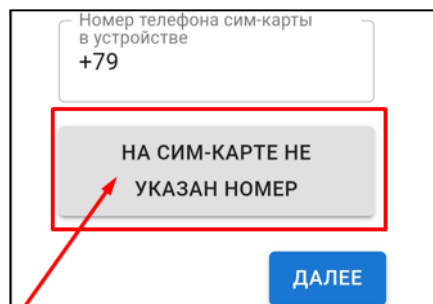 Номер телефона сим-карты
в устройстве
+79
НА СИМ-КАРТЕ НЕ
УКАЗАН НОМЕР
ДАЛЕЕ